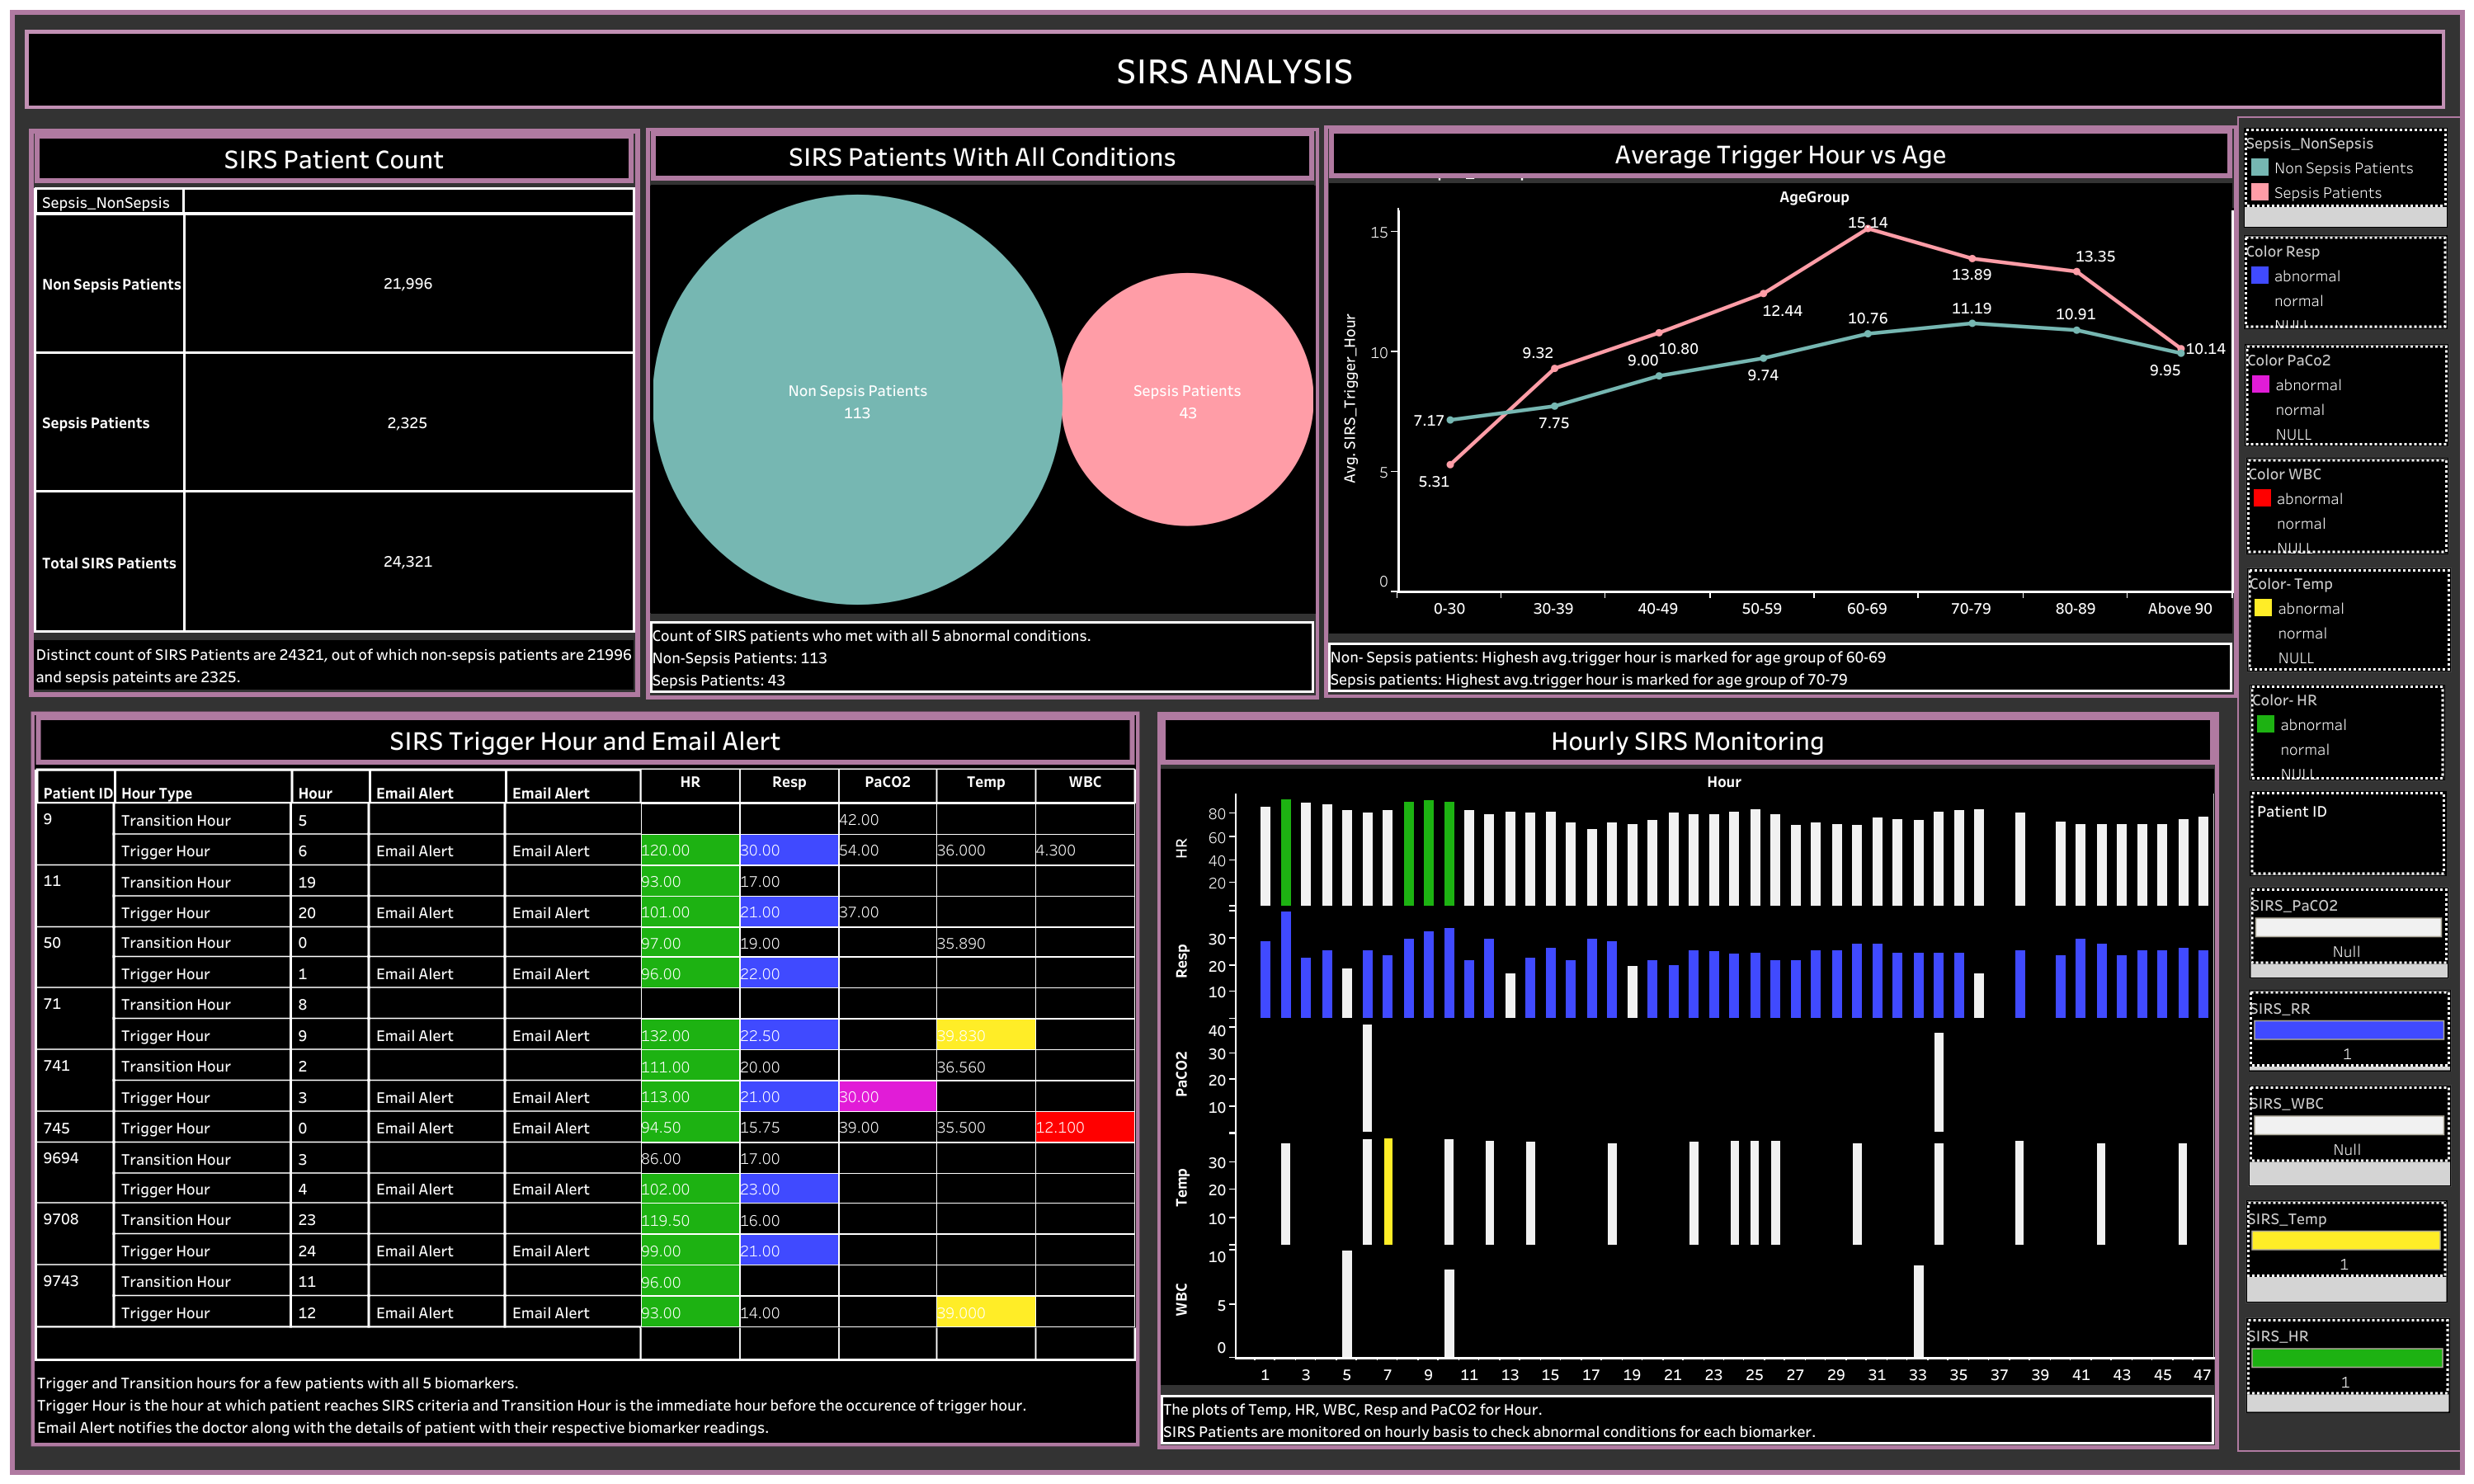 SIRS ANALYSIS
SIRS Patient Count
Sepsis_NonSepsis
Non Sepsis Patients 21,996
Sepsis Patients 2,325
Total SIRS Patients 24,321
Distinct count of SIRS Patients are 24321, out of which non-sepsis patients are 21996
and sepsis pateints are 2325.
SIRS Patients With All Conditions
Non Sepsis Patients
113
Sepsis Patients
43
Count of SIRS patients who met with all 5 abnormal conditions.
Non-Sepsis Patients: 113
Sepsis Patients: 43
Average Trigger Hour vs Age
AgeGroup
Avg. SIRS_Trigger_Hour
15
10
5
0
15.14
13.89
13.35
12.44
10.76
11.19
10.91
9.32
9.00
10.80
9.74
10.14
9.95
7.17
7.75
5.31
0-30 30-39 40-49 50-59 60-69 70-79 80-89 Above 90
Non- Sepsis patients: Highesh avg.trigger hour is marked for age group of 60-69
Sepsis patients: Highest avg.trigger hour is marked for age group of 70-79
Sepsis_NonSepsis
Non Sepsis Patients
Sepsis Patients
Color Resp
abnormal
normal
NULL
Color PaCo2
abnormal
normal
NULL
Color WBC
abnormal
normal
NULL
Color- Temp
abnormal
normal
NULL
Color- HR
abnormal
normal
NULL
Patient ID
SIRS_PaCO2
Null
SIRS_RR
1
SIRS_WBC
Null
SIRS_Temp
1
SIRS_HR
1
SIRS Trigger Hour and Email Alert
Patient ID Hour Type Hour Email Alert Email Alert HR Resp PaCO2 Temp WBC
9 Transition Hour 5 42.00
Trigger Hour 6 Email Alert Email Alert 120.00 30.00 54.00 36.000 4.300
11 Transition Hour 19 93.00 17.00
Trigger Hour 20 Email Alert Email Alert 101.00 21.00 37.00
50 Transition Hour 0 97.00 19.00 35.890
Trigger Hour 1 Email Alert Email Alert 96.00 22.00
71 Transition Hour 8
Trigger Hour 9 Email Alert Email Alert 132.00 22.50 39.830
741 Transition Hour 2 111.00 20.00 36.560
Trigger Hour 3 Email Alert Email Alert 113.00 21.00 30.00
745 Trigger Hour 0 Email Alert Email Alert 94.50 15.75 39.00 35.500 12.100
9694 Transition Hour 3 86.00 17.00
Trigger Hour 4 Email Alert Email Alert 102.00 23.00
9708 Transition Hour 23 119.50 16.00
Trigger Hour 24 Email Alert Email Alert 99.00 21.00
9743 Transition Hour 11 96.00
Trigger Hour 12 Email Alert Email Alert 93.00 14.00 39.000
Trigger and Transition hours for a few patients with all 5 biomarkers.
Trigger Hour is the hour at which patient reaches SIRS criteria and Transition Hour is the immediate hour before the occurence of trigger hour.
Email Alert notifies the doctor along with the details of patient with their respective biomarker readings.
Hourly SIRS Monitoring
Hour
HR
80
60
40
20
Resp
30
20
10
PaCO2
40
30
20
10
Temp
30
20
10
WBC
10
5
0
1 3 5 7 9 11 13 15 17 19 21 23 25 27 29 31 33 35 37 39 41 43 45 47
The plots of Temp, HR, WBC, Resp and PaCO2 for Hour.
SIRS Patients are monitored on hourly basis to check abnormal conditions for each biomarker.